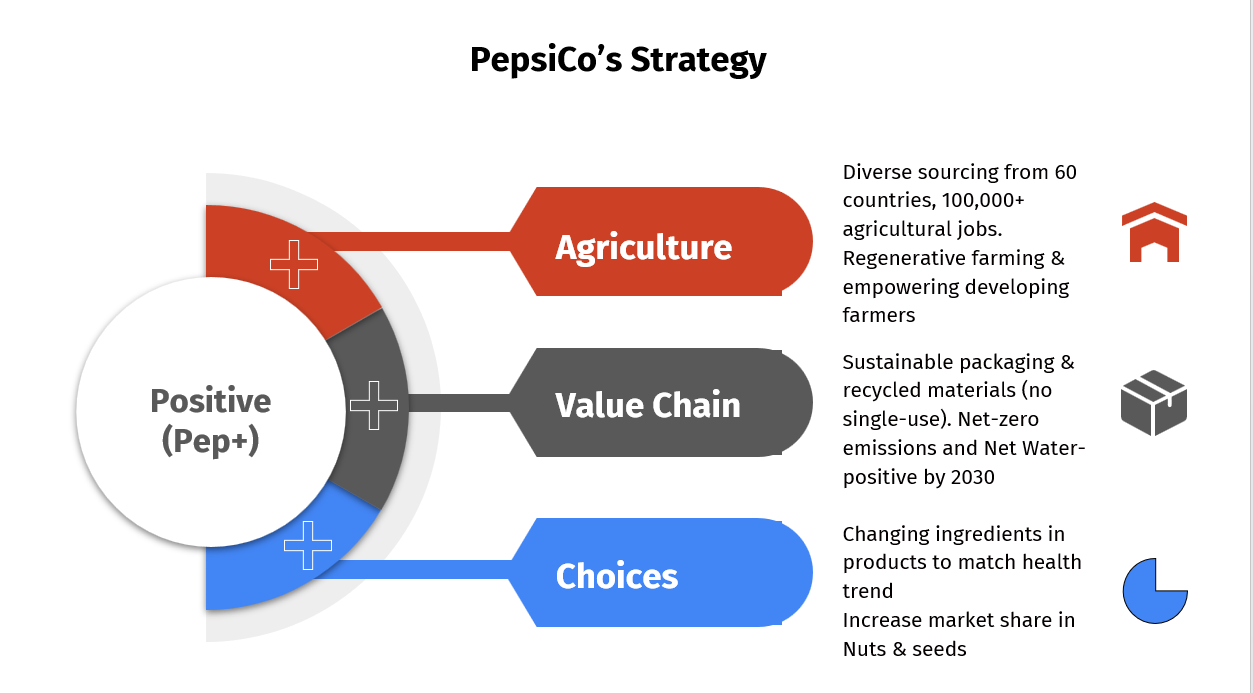 PepsiCo’s Strategy
Positive
(Pep+)
Agriculture
Diverse sourcing from 60
countries, 100,000+
agricultural jobs.
Regenerative farming &
empowering developing
farmers
Value Chain
Sustainable packaging &
recycled materials (no
single-use). Net-zero
emissions and Net Water-
positive by 2030
Choices
Changing ingredients in
products to match health
trend
Increase market share in
Nuts & seeds